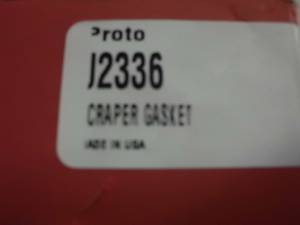 Proto
J2336
CRAPER GASKET
ADE IN USA